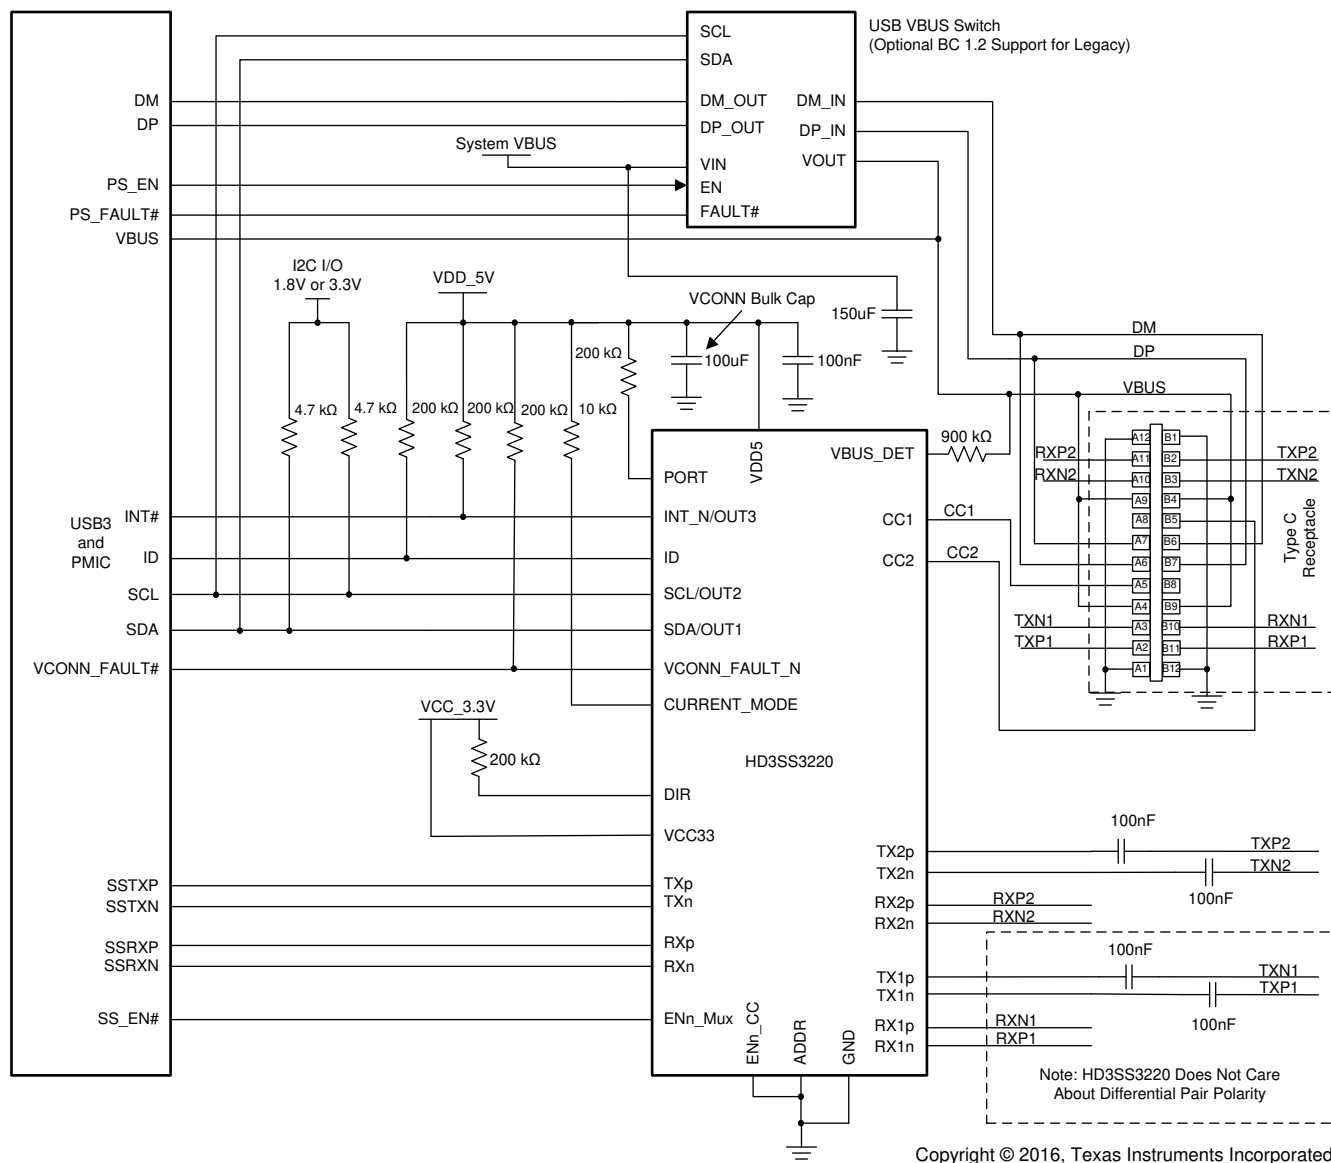 SCL
SDA
USB VBUS Switch
(Optional BC 1.2 Support for Legacy)
DM
DP
DM_OUT
DP_OUT
DM_IN
DP_IN
System VBUS
VIN
VOUT
PS_EN
EN
PS_FAULT#
FAULT#
VBUS
I2C I/O
1.8V or 3.3V
VDD_5V
VCONN Bulk Cap
150uF
200 kΩ
100uF
100nF
4.7 kΩ
4.7 kΩ
200 kΩ
200 kΩ
200 kΩ
10 kΩ
DM
DP
VBUS
900 kΩ
VBUS_DET
VDD5
PORT
USB3
and
PMIC
INT#
ID
SCL
SDA
VCONN_FAULT#
INT_N/OUT3
ID
SCL/OUT2
SDA/OUT1
VCONN_FAULT_N
CURRENT_MODE
CC1
CC1
CC2
CC2
A12
B1
RXP2
A11
B2
TXP2
RXN2
A10
B3
TXN2
A9
B4
A8
B5
A7
B6
A6
B7
A5
B8
A4
B9
TXN1
A3
B10
RXN1
TXP1
A2
B11
RXP1
A1
B12
Type C
Receptacle
VCC_3.3V
200 kΩ
HD3SS3220
DIR
VCC33
SSTXP
SSTXN
TXp
TXn
SSRXP
SSRXN
RXp
RXn
SS_EN#
ENn_Mux
ENn_CC
ADDR
GND
100nF
TX2p
TXP2
TX2n
TXN2
100nF
RX2p
RXP2
RX2n
RXN2
100nF
TX1p
TXN1
TX1n
TXP1
100nF
RX1p
RXN1
RX1n
RXP1
Note: HD3SS3220 Does Not Care
About Differential Pair Polarity
Copyright © 2016, Texas Instruments Incorporated